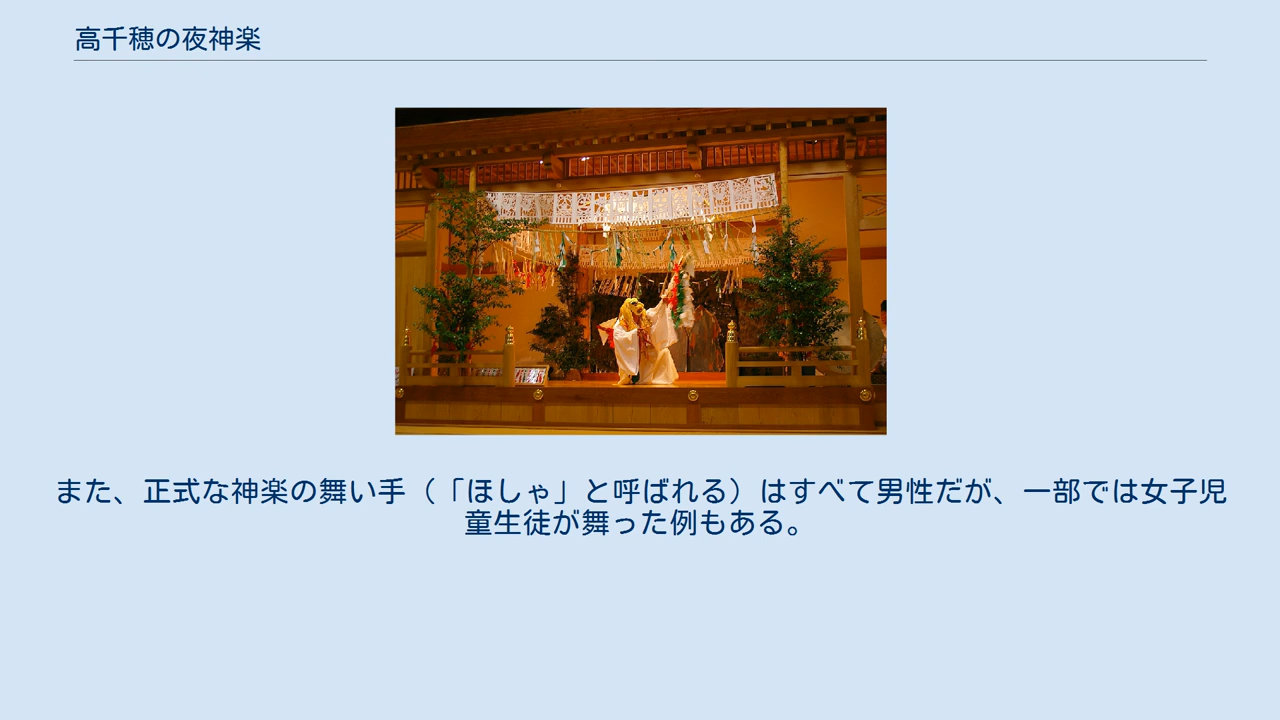 高千穂の夜神楽
また、正式な神楽の舞い手（「ほしゃ」と呼ばれる）はすべて男性だが、一部では女子児
童生徒が舞った例もある。